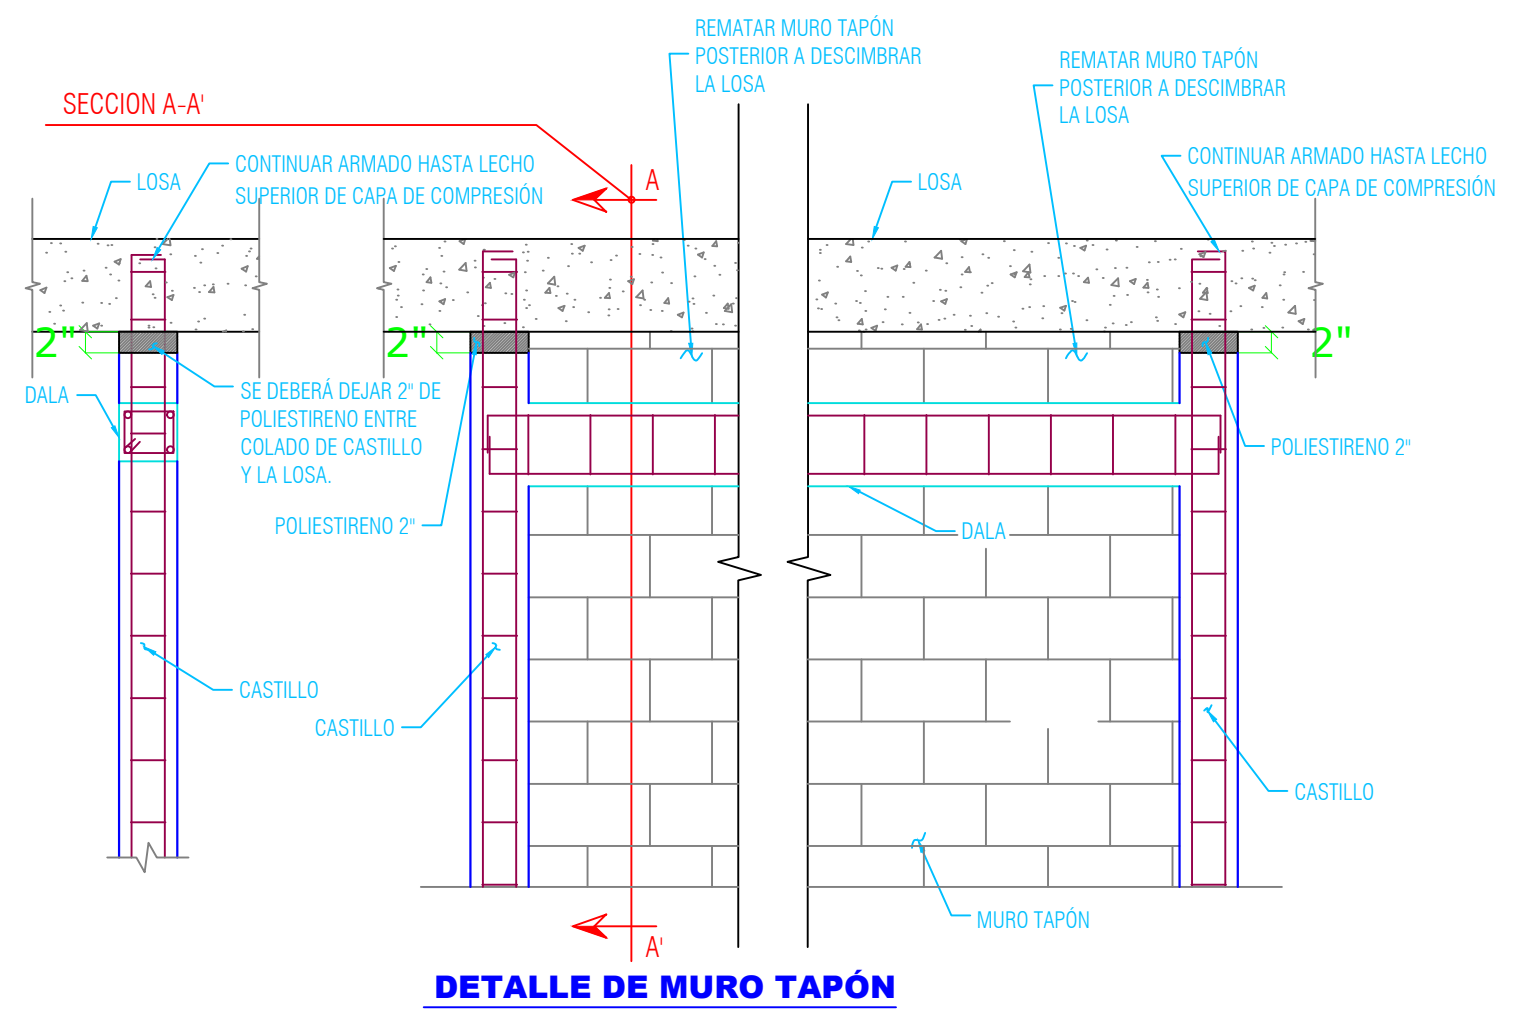 REMATAR MURO TAPÓN
POSTERIOR A DESCIMBRAR
LA LOSA
REMATAR MURO TAPÓN
POSTERIOR A DESCIMBRAR
LA LOSA
SECCION A-A'
CONTINUAR ARMADO HASTA LECHO
SUPERIOR DE CAPA DE COMPRESIÓN
LOSA
A
LOSA
CONTINUAR ARMADO HASTA LECHO
SUPERIOR DE CAPA DE COMPRESIÓN
2"
2"
2"
DALA
SE DEBERÁ DEJAR 2" DE
POLIESTIRENO ENTRE
COLADO DE CASTILLO
Y LA LOSA.
POLIESTIRENO 2"
POLIESTIRENO 2"
DALA
CASTILLO
CASTILLO
CASTILLO
MURO TAPÓN
A'
DETALLE DE MURO TAPÓN